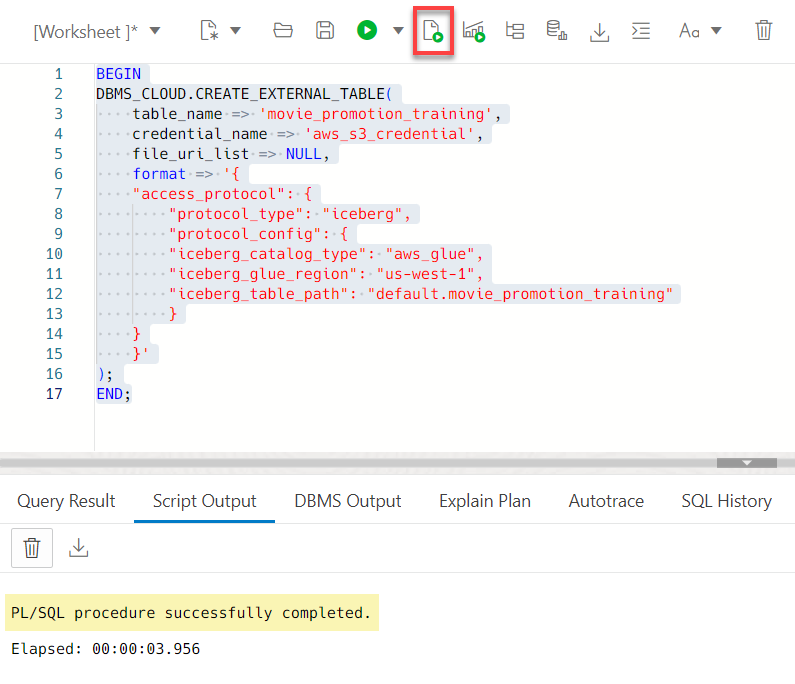 [Worksheet ]*
Aa
1 BEGIN
2 DBMS_CLOUD.CREATE_EXTERNAL_TABLE(
3 ····table_name => 'movie_promotion_training',
4 ····credential_name => 'aws_s3_credential',
5 ····file_uri_list => NULL,
6 ····format => '{
7 ····"access_protocol": {
8 ········"protocol_type": "iceberg",
9 ········"protocol_config": {
10 ········"iceberg_catalog_type": "aws_glue",
11 ········"iceberg_glue_region": "us-west-1",
12 ········"iceberg_table_path": "default.movie_promotion_training"
13 ········}
14 ····}
15 ····}'
16 );
17 END;
Query Result Script Output DBMS Output Explain Plan Autotrace SQL History
PL/SQL procedure successfully completed.
Elapsed: 00:00:03.956